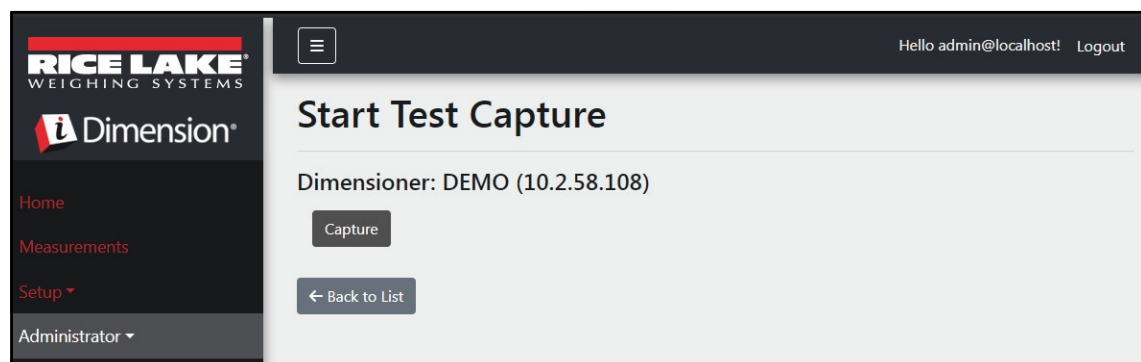 RICE LAKE®
WEIGHING SYSTEMS
i Dimension®
Home
Measurements
Setup
Administrator
Hello admin@localhost! Logout
Start Test Capture
Dimensioner: DEMO (10.2.58.108)
Capture
← Back to List